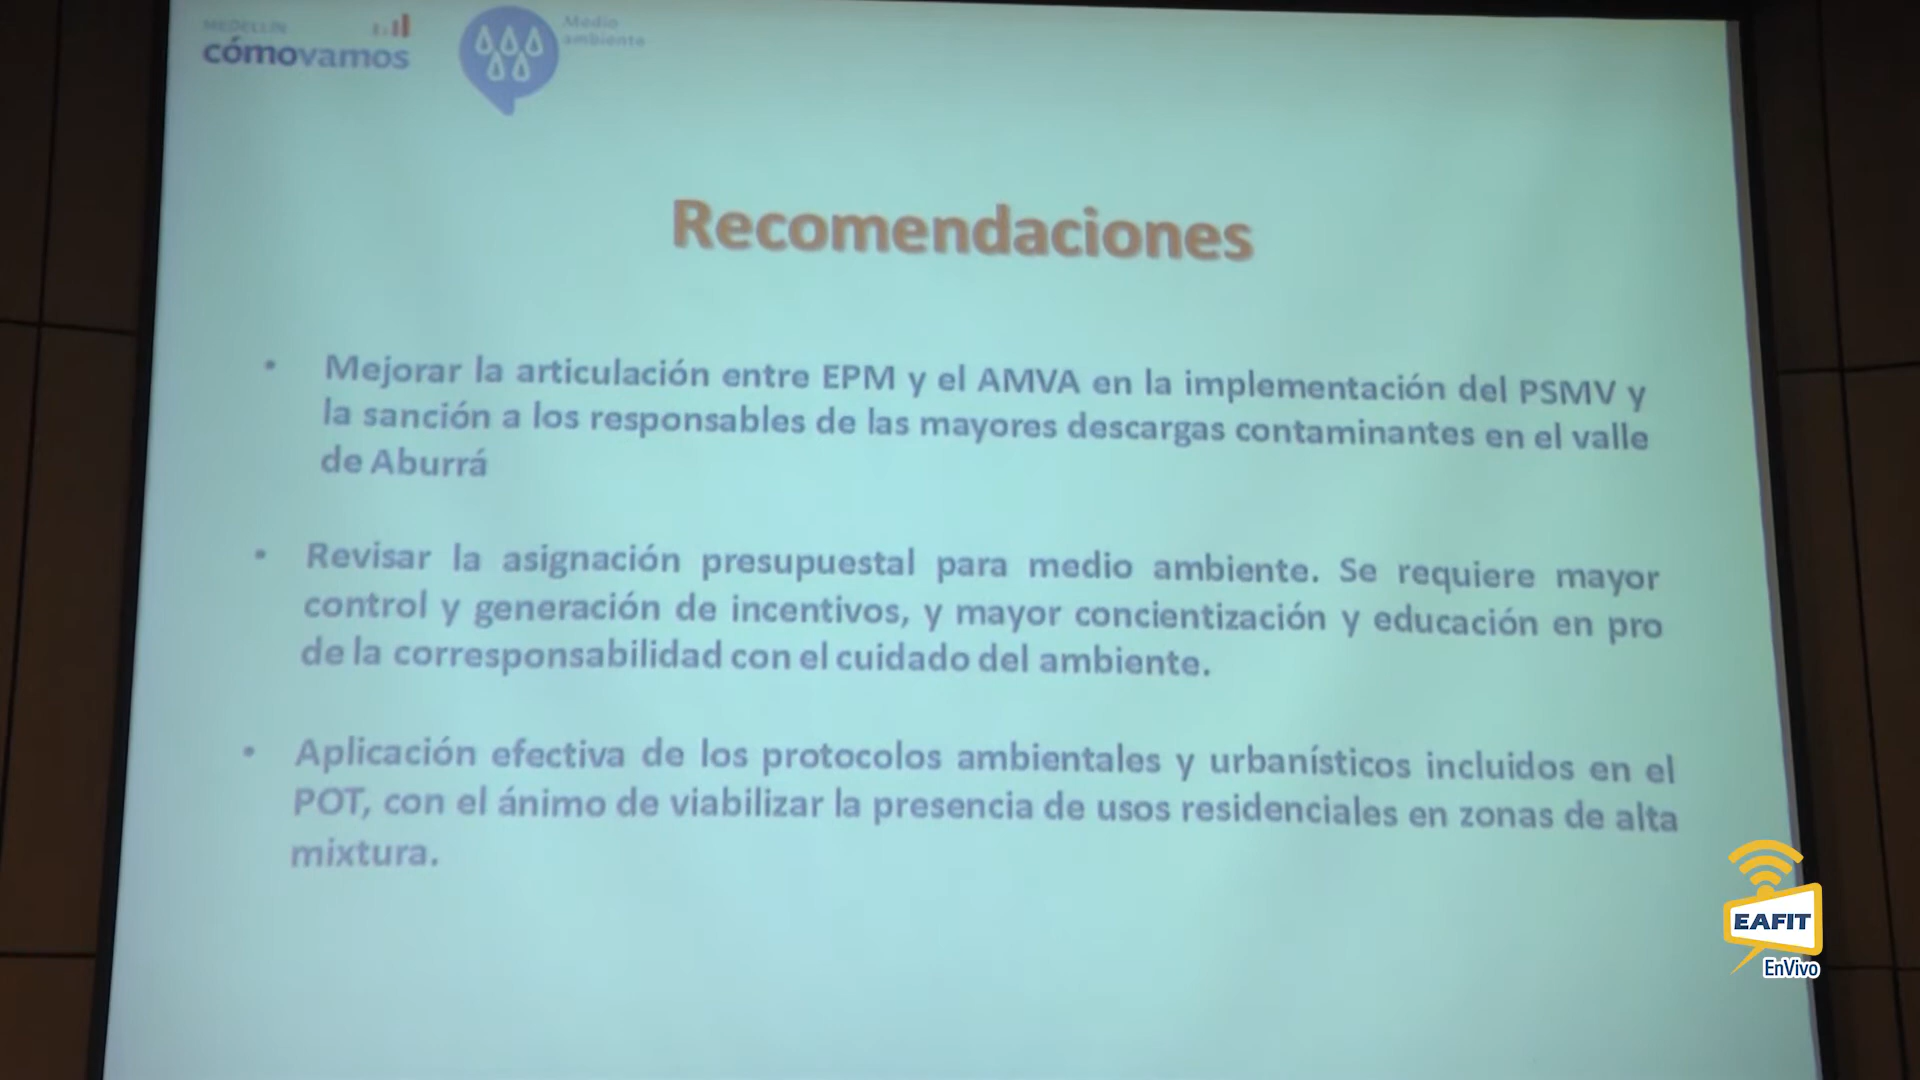 MEDELLÍN
cómovamos
Medio
ambiente
Recomendaciones
• Mejorar la articulación entre EPM y el AMVA en la implementación del PSMV y
la sanción a los responsables de las mayores descargas contaminantes en el valle
de Aburrá
• Revisar la asignación presupuestal para medio ambiente. Se requiere mayor
control y generación de incentivos, y mayor concientización y educación en pro
de la corresponsabilidad con el cuidado del ambiente.
• Aplicación efectiva de los protocolos ambientales y urbanísticos incluidos en el
POT, con el ánimo de viabilizar la presencia de usos residenciales en zonas de alta
mixtura.
EAFIT
EnVivo